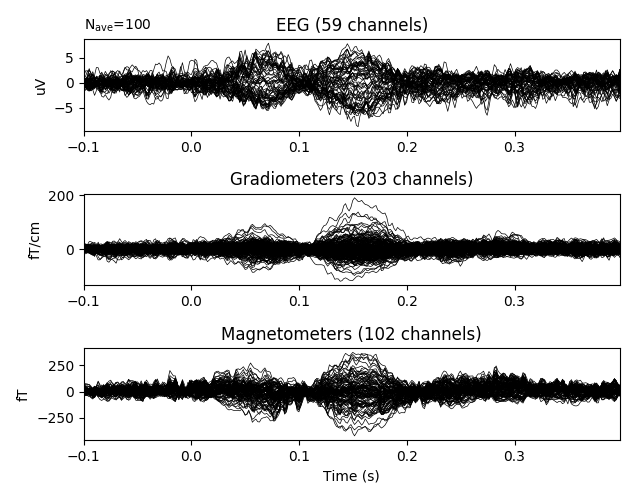 N_ave=100
EEG (59 channels)
5
0
−5
uV
−0.1 0.0 0.1 0.2 0.3
Gradiometers (203 channels)
200
0
fT/cm
−0.1 0.0 0.1 0.2 0.3
Magnetometers (102 channels)
250
0
−250
fT
−0.1 0.0 0.1 0.2 0.3
Time (s)